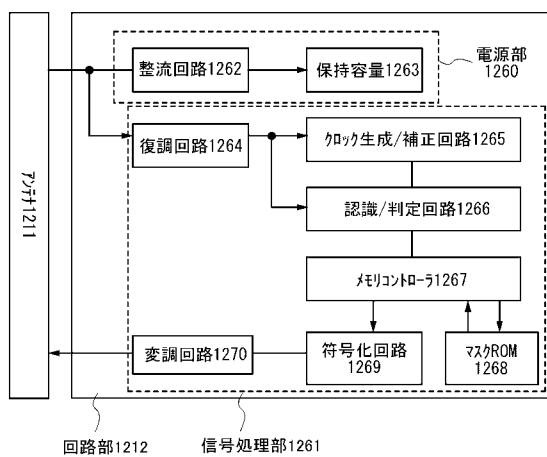 整流回路1262
保持容量1263
電源部
1260
復調回路1264
クロック生成/補正回路1265
認識/判定回路1266
アンテナ1211
メモリコントローラ1267
変調回路1270
符号化回路
1269
マスクROM
1268
回路部1212
信号処理部1261